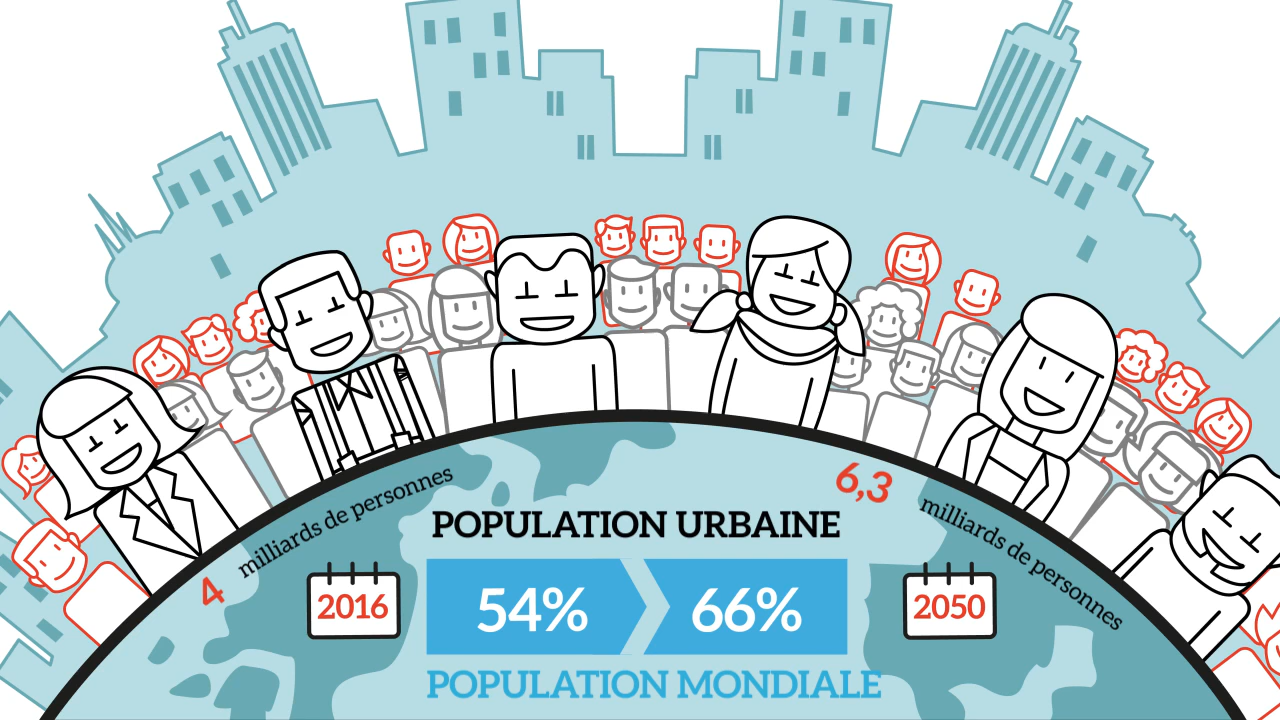 4 milliards de personnes
6,3 milliards de personnes
POPULATION URBAINE
2016
54% 66%
2050
POPULATION MONDIALE